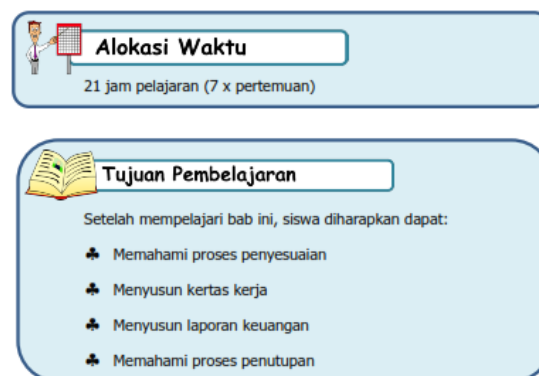 Alokasi Waktu
21 jam pelajaran (7 x pertemuan)
Tujuan Pembelajaran
Setelah mempelajari bab ini, siswa diharapkan dapat:
♣ Memahami proses penyesuaian
♣ Menyusun kertas kerja
♣ Menyusun laporan keuangan
♣ Memahami proses penutupan